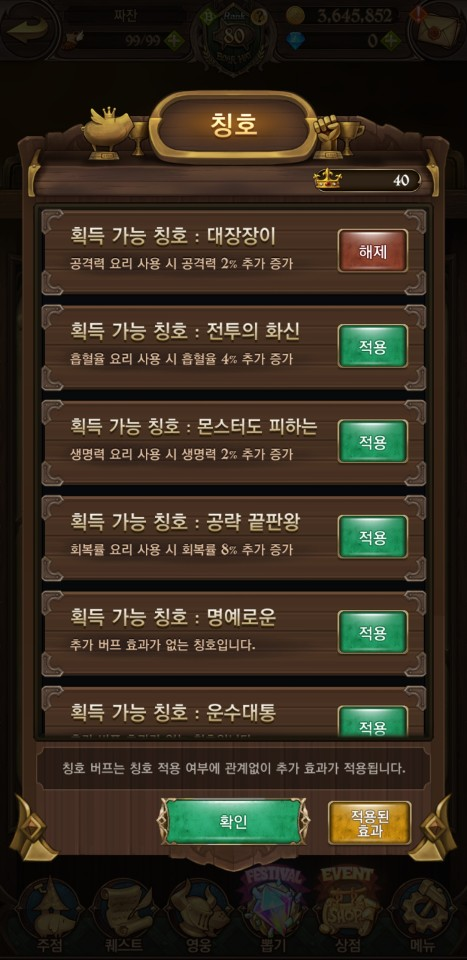 파잔
Rank
3,645,852
99/99
80
0
칭호
40
획득 가능 칭호 : 대장장이
공격력 요리 사용 시 공격력 2% 추가 증가
해제
획득 가능 칭호 : 전투의 화신
흡혈율 요리 사용 시 흡혈율 4% 추가 증가
적용
획득 가능 칭호 : 몬스터도 피하는
생명력 요리 사용 시 생명력 2% 추가 증가
적용
획득 가능 칭호 : 공략 끝판왕
회복률 요리 사용 시 회복률 8% 추가 증가
적용
획득 가능 칭호 : 명예로운
추가 버프 효과가 없는 칭호입니다.
적용
획득 가능 칭호 : 운수대통
적용
칭호 버프는 칭호 적용 여부에 관계없이 추가 효과가 적용됩니다.
확인
적용된
효과
FESTIVAL
EVENT
SHOP
주점
퀘스트
영웅
뽑기
상점
메뉴